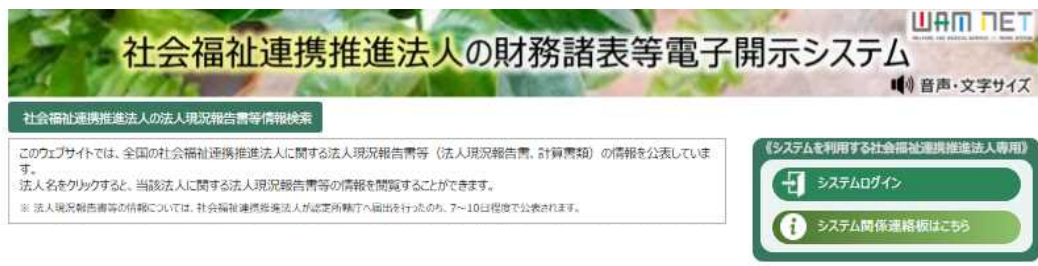 WAM NET
社会福祉連携推進法人の財務諸表等電子開示システム
音声・文字サイズ
社会福祉連携推進法人の法人現況報告書等情報検索
このウェブサイトでは、全国の社会福祉連携推進法人に関する法人現況報告書等（法人現況報告書、計算書類）の情報を公表していま
す。
法人名をクリックすると、当該法人に関する法人現況報告書等の情報を閲覧することができます。
※ 法人現況報告書等の情報については、社会福祉連携推進法人が認定所轄庁へ届出を行ったのち、7～10日程度で公表されます。
《システムを利用する社会福祉連携推進法人専用》
システムログイン
システム関係連絡板はこちら